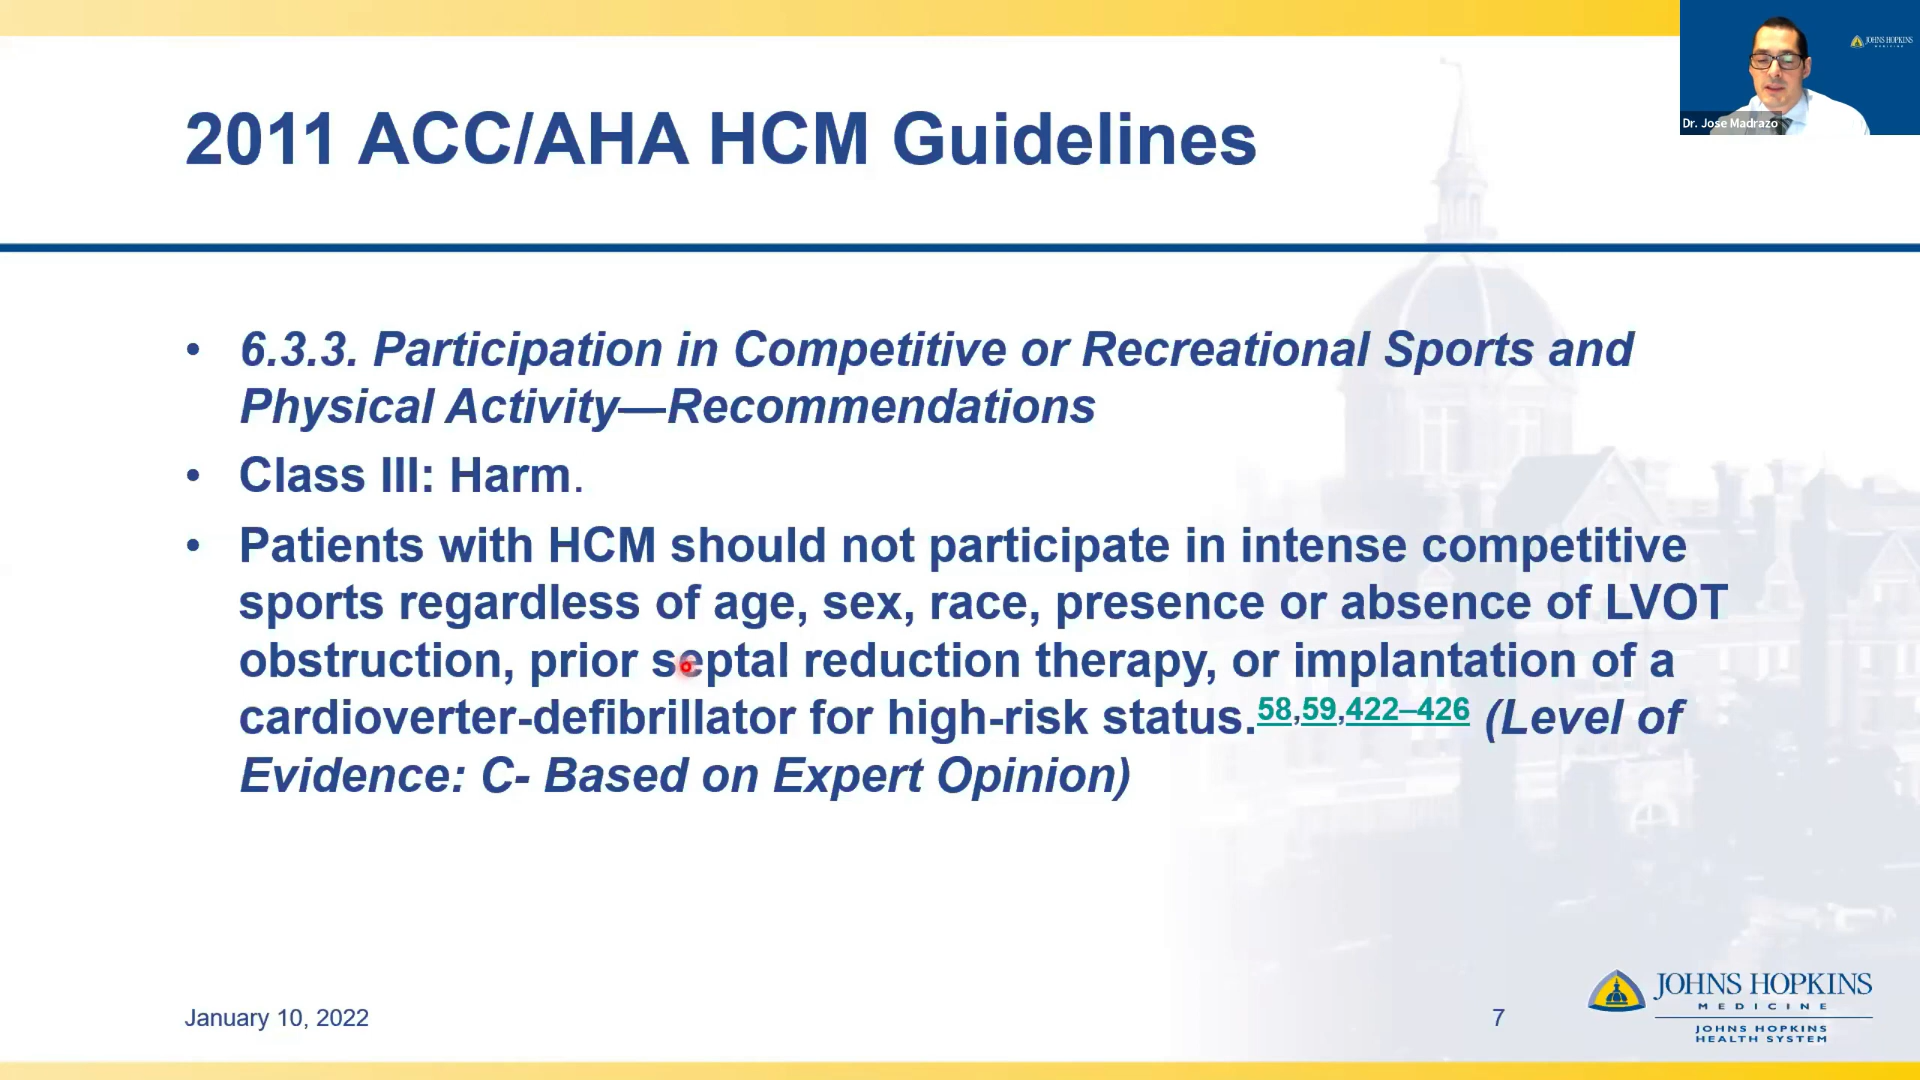 JOHNS HOPKINS
MEDICINE
Dr. Jose Madrazo
2011 ACC/AHA HCM Guidelines
• 6.3.3. Participation in Competitive or Recreational Sports and
Physical Activity—Recommendations
• Class III: Harm.
• Patients with HCM should not participate in intense competitive
sports regardless of age, sex, race, presence or absence of LVOT
obstruction, prior septal reduction therapy, or implantation of a
cardioverter-defibrillator for high-risk status.58,59,422–426 (Level of
Evidence: C- Based on Expert Opinion)
January 10, 2022
7
JOHNS HOPKINS
MEDICINE
JOHNS HOPKINS
HEALTH SYSTEM